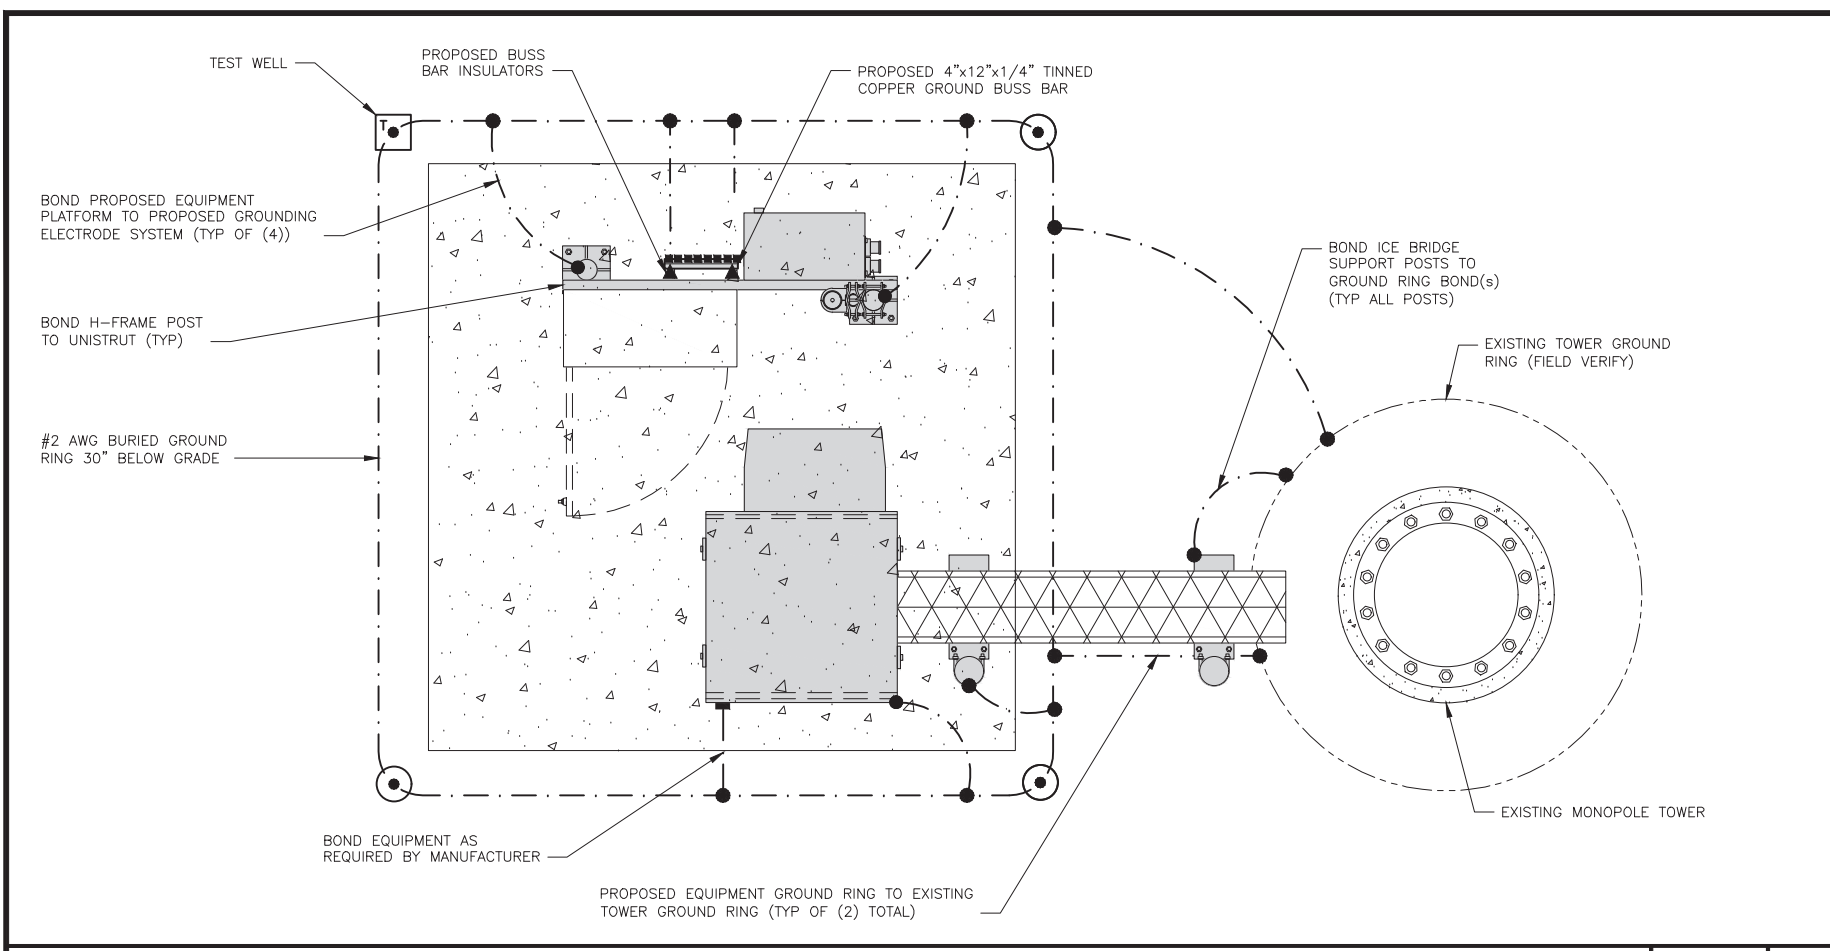 TEST WELL
PROPOSED BUSS
BAR INSULATORS
PROPOSED 4"x12"x1/4" TINNED
COPPER GROUND BUSS BAR
T
BOND PROPOSED EQUIPMENT
PLATFORM TO PROPOSED GROUNDING
ELECTRODE SYSTEM (TYP OF (4))
BOND ICE BRIDGE
SUPPORT POSTS TO
GROUND RING BOND(s)
(TYP ALL POSTS)
BOND H-FRAME POST
TO UNISTRUT (TYP)
EXISTING TOWER GROUND
RING (FIELD VERIFY)
#2 AWG BURIED GROUND
RING 30" BELOW GRADE
EXISTING MONOPOLE TOWER
BOND EQUIPMENT AS
REQUIRED BY MANUFACTURER
PROPOSED EQUIPMENT GROUND RING TO EXISTING
TOWER GROUND RING (TYP OF (2) TOTAL)